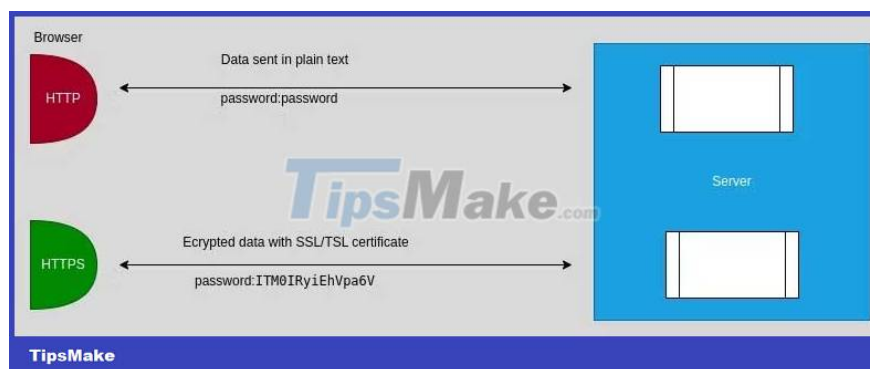 Browser
Data sent in plain text
HTTP
password:password
Server
TipsMake.com
Ecrypted data with SSL/TSL certificate
HTTPS
password:ITM0IRyiEhVpa6V
TipsMake